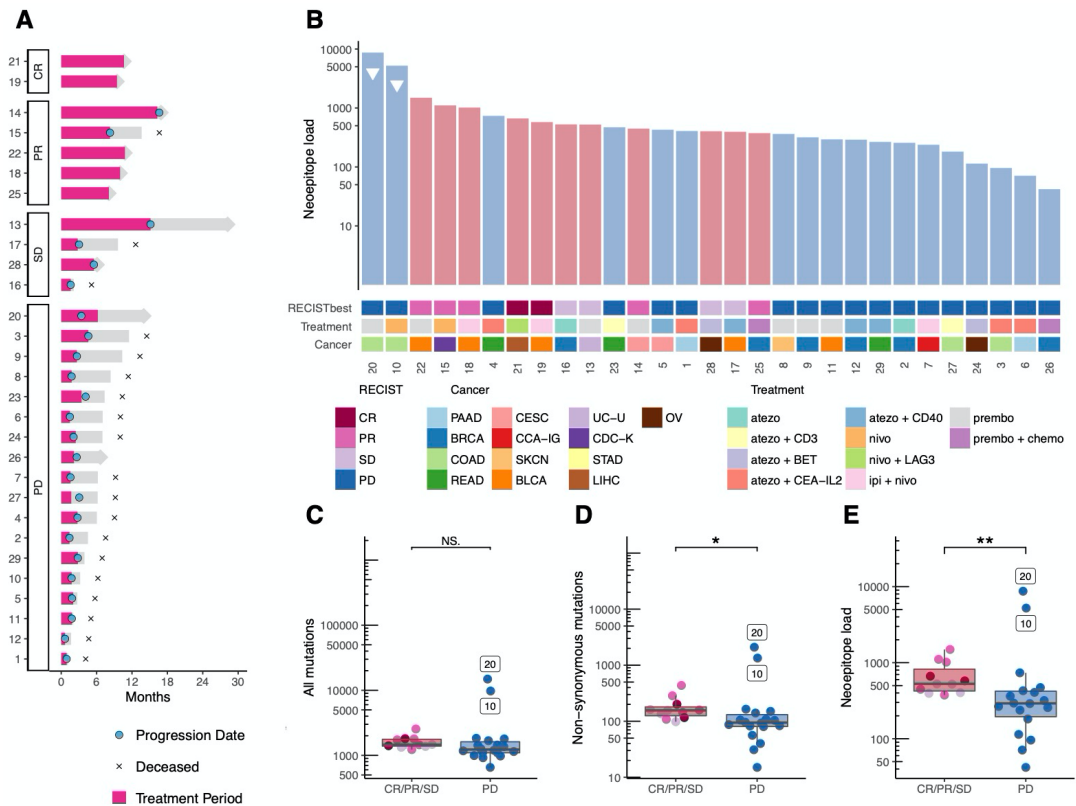 A
CR
21
19
PR
14
15
22
18
25
SD
13
17
28
16
PD
20
3
9
8
23
6
24
26
7
27
4
2
29
10
5
11
12
1
0 6 12 18 24 30
Months
Progression Date
Deceased
Treatment Period
B
Neoepitope load
10000
5000
1000
500
100
50
10
RECISTbest
Treatment
Cancer
20 10 22 15 18 4 21 19 16 13 23 14 5 1 28 17 25 8 9 11 12 29 2 7 27 24 3 6 26
RECIST Cancer Treatment
CR PAAD CESC UC-U OV atezo atezo + CD40 prembo
PR BRCA CCA-IG CDC-K atezo + CD3 nivo prembo + chemo
SD COAD SKCN STAD atezo + BET nivo + LAG3
PD READ BLCA LIHC atezo + CEA-IL2 ipi + nivo
C
All mutations
100000
50000
10000
5000
1000
500
NS.
20
10
CR/PR/SD PD
D
Non-synonymous mutations
10000
5000
1000
500
100
50
10
*
20
10
CR/PR/SD PD
E
Neoepitope load
10000
5000
1000
500
100
50
**
20
10
CR/PR/SD PD